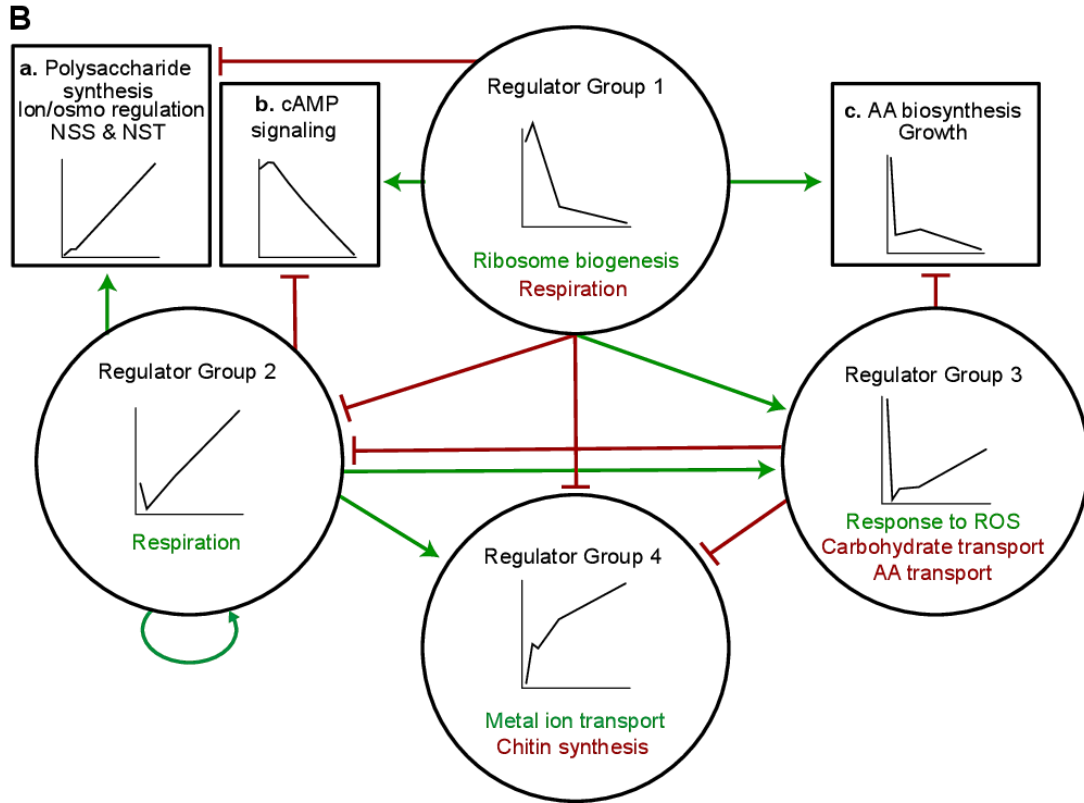 B
a. Polysaccharide
synthesis
Ion/osmo regulation
NSS & NST
b. cAMP
signaling
Regulator Group 1
Ribosome biogenesis
Respiration
c. AA biosynthesis
Growth
Regulator Group 2
Respiration
Regulator Group 3
Response to ROS
Carbohydrate transport
AA transport
Regulator Group 4
Metal ion transport
Chitin synthesis